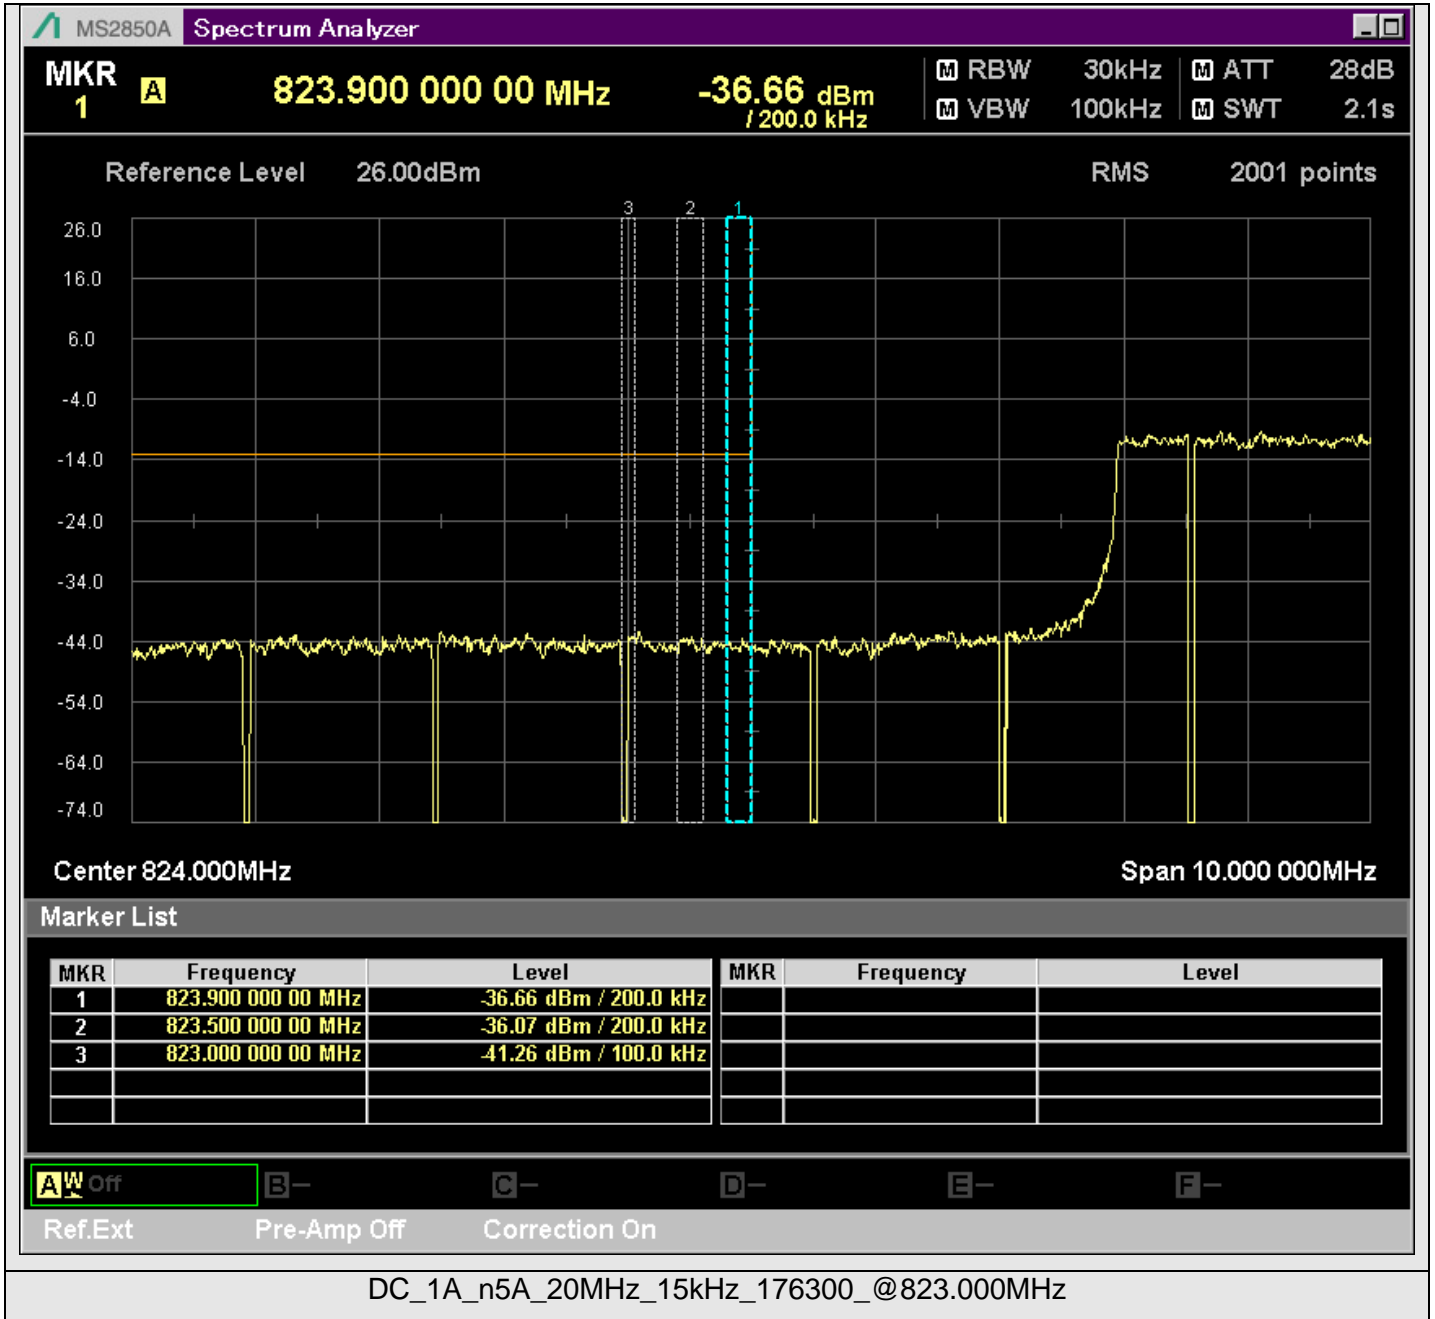 MS2850A Spectrum Analyzer
MKR 1 A 823.900 000 00 MHz -36.66 dBm / 200.0 kHz
M RBW 30kHz M ATT 28dB
M VBW 100kHz M SWT 2.1s
Reference Level 26.00dBm RMS 2001 points
3 2 1
26.0
16.0
6.0
-4.0
-14.0
-24.0
-34.0
-44.0
-54.0
-64.0
-74.0
Center 824.000MHz Span 10.000 000MHz
Marker List
MKR Frequency Level MKR Frequency Level
1 823.900 000 00 MHz -36.66 dBm / 200.0 kHz
2 823.500 000 00 MHz -36.07 dBm / 200.0 kHz
3 823.000 000 00 MHz -41.26 dBm / 100.0 kHz
A W Off B— C— D— E— F—
Ref.Ext Pre-Amp Off Correction On
DC_1A_n5A_20MHz_15kHz_176300_@823.000MHz